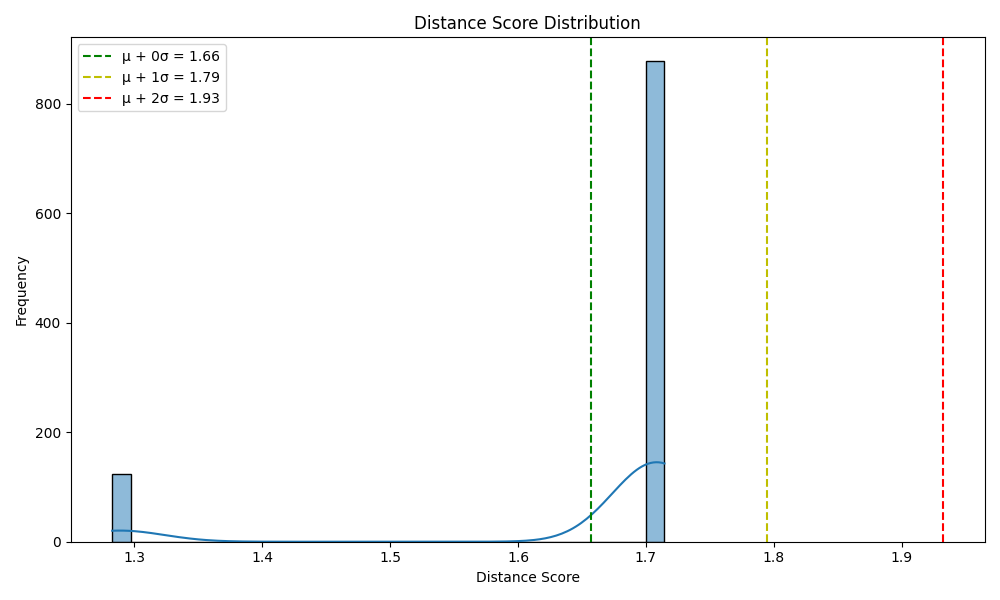 Distance Score Distribution
μ + 0σ = 1.66
μ + 1σ = 1.79
μ + 2σ = 1.93
Frequency
800
600
400
200
0
1.3 1.4 1.5 1.6 1.7 1.8 1.9
Distance Score